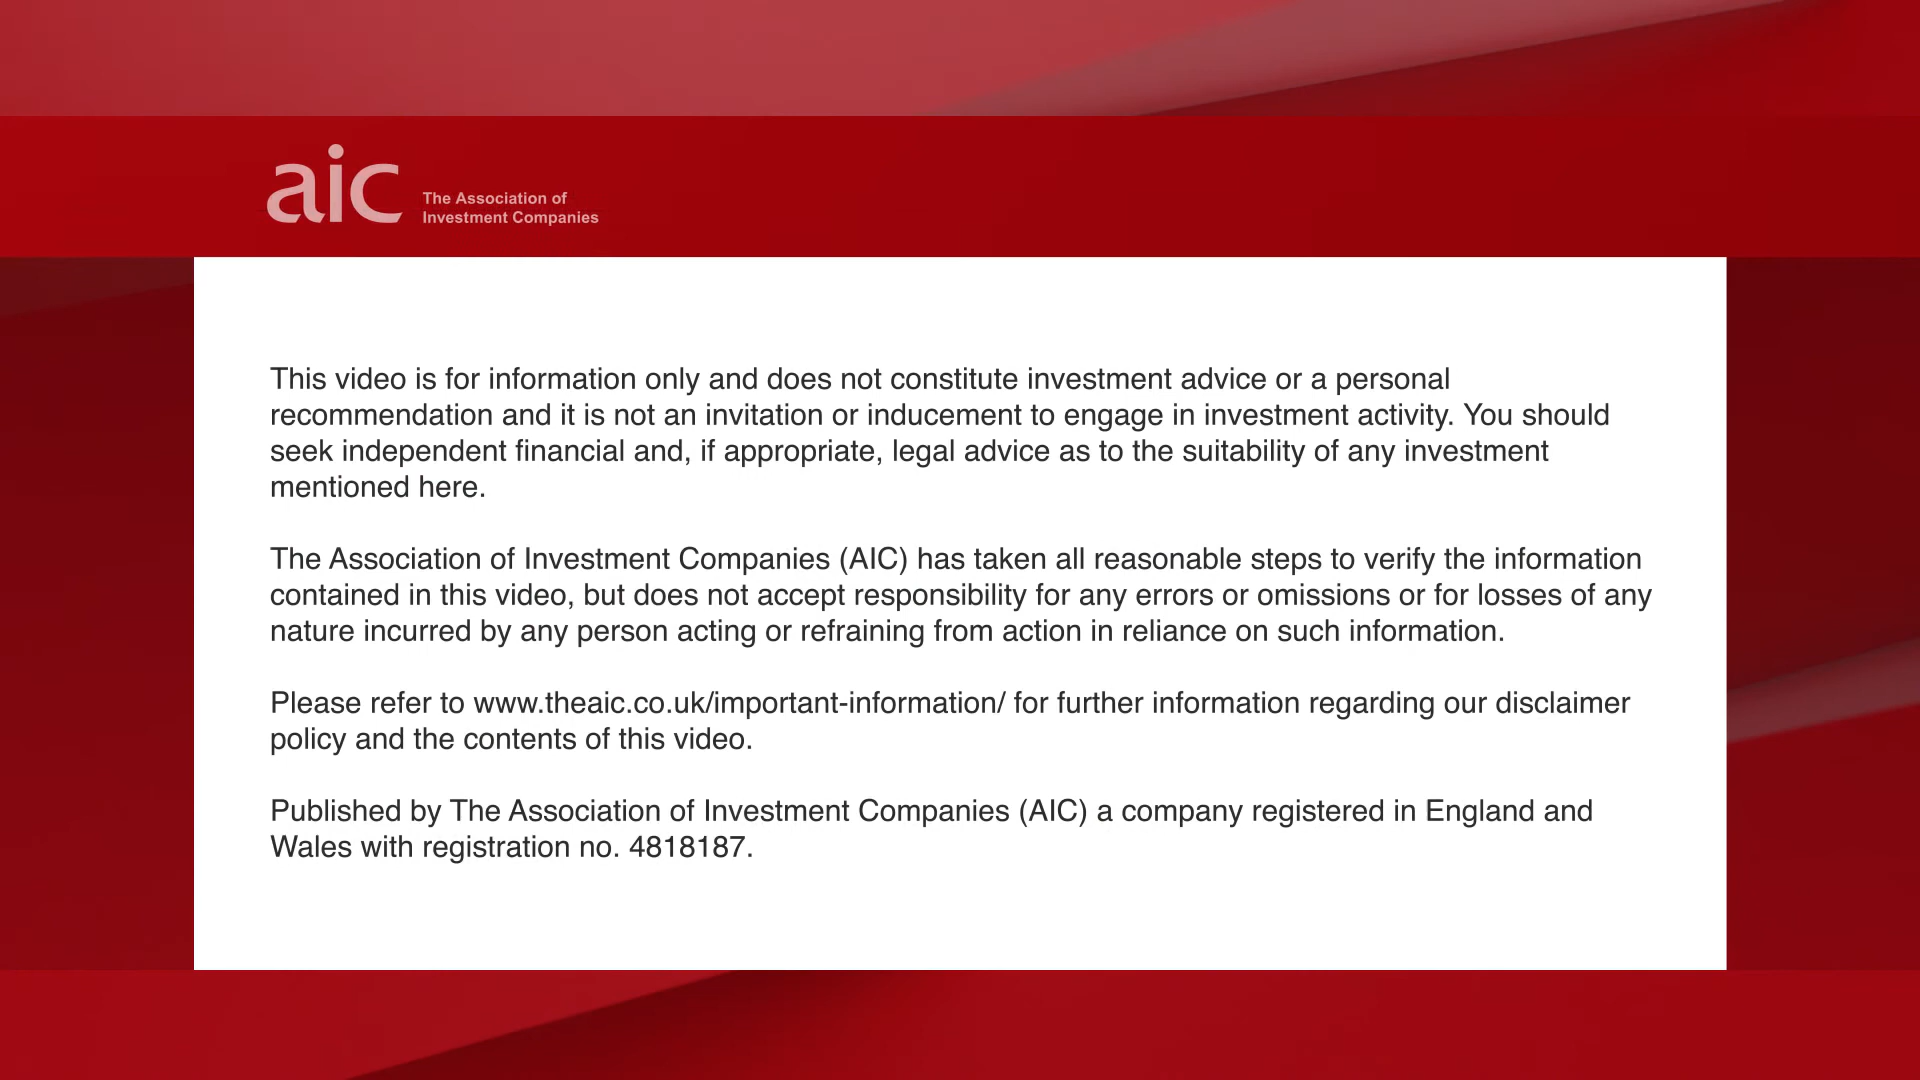 aic
The Association of
Investment Companies
This video is for information only and does not constitute investment advice or a personal
recommendation and it is not an invitation or inducement to engage in investment activity. You should
seek independent financial and, if appropriate, legal advice as to the suitability of any investment
mentioned here.
The Association of Investment Companies (AIC) has taken all reasonable steps to verify the information
contained in this video, but does not accept responsibility for any errors or omissions or for losses of any
nature incurred by any person acting or refraining from action in reliance on such information.
Please refer to www.theaic.co.uk/important-information/ for further information regarding our disclaimer
policy and the contents of this video.
Published by The Association of Investment Companies (AIC) a company registered in England and
Wales with registration no. 4818187.